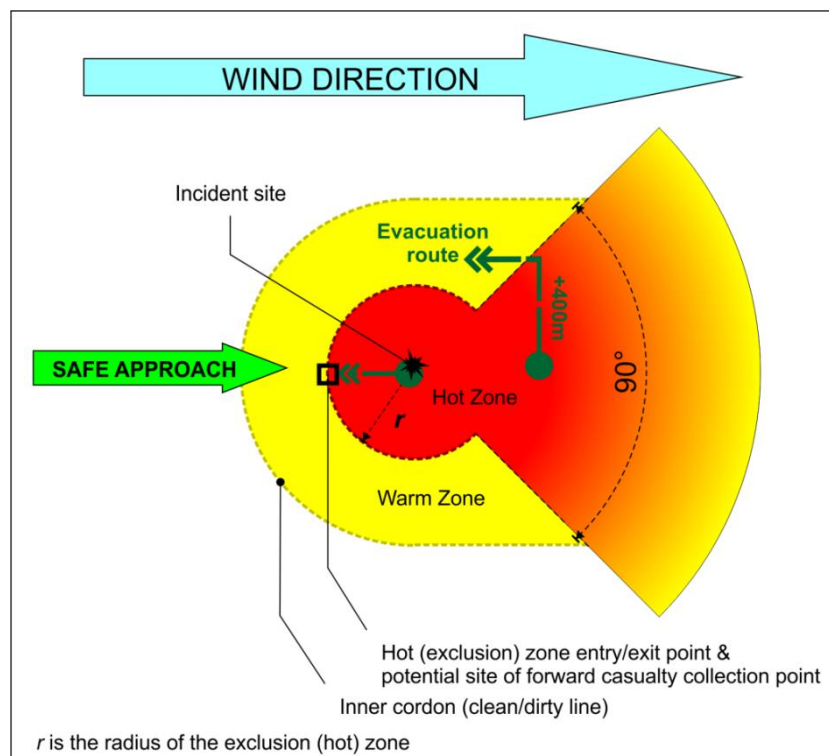 WIND DIRECTION
Incident site
Evacuation
route
+400m
SAFE APPROACH
Hot Zone
90°
r
Warm Zone
Hot (exclusion) zone entry/exit point &
potential site of forward casualty collection point
Inner cordon (clean/dirty line)
r is the radius of the exclusion (hot) zone